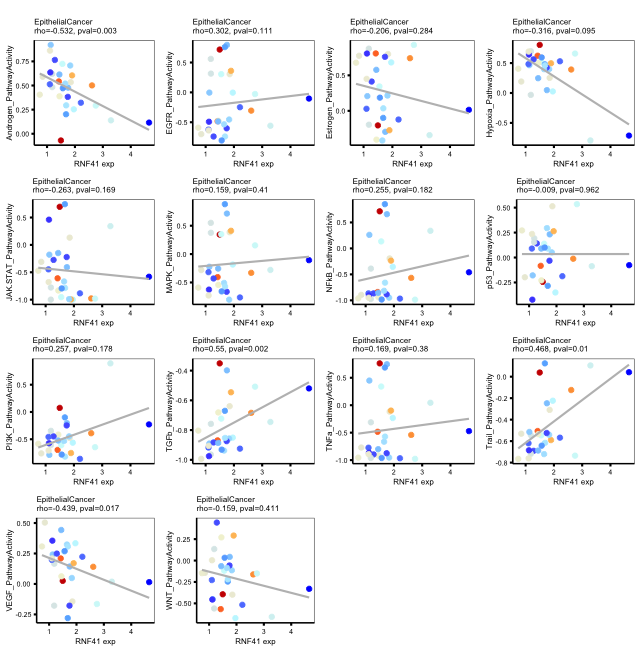 EpithelialCancer
rho=-0.532, pval=0.003
EpithelialCancer
rho=0.302, pval=0.111
EpithelialCancer
rho=-0.206, pval=0.284
EpithelialCancer
rho=-0.316, pval=0.095
Androgen_PathwayActivity
0.75
0.50
0.25
0.00
1 2 3 4
RNF41 exp
EGFR_PathwayActivity
0.5
0.0
-0.5
1 2 3 4
RNF41 exp
Estrogen_PathwayActivity
0.5
0.0
1 2 3 4
RNF41 exp
Hypoxia_PathwayActivity
0.5
0.0
-0.5
1 2 3 4
RNF41 exp
EpithelialCancer
rho=-0.263, pval=0.169
EpithelialCancer
rho=0.159, pval=0.41
EpithelialCancer
rho=0.255, pval=0.182
EpithelialCancer
rho=-0.009, pval=0.962
JAK.STAT_PathwayActivity
0.5
0.0
-0.5
-1.0
1 2 3 4
RNF41 exp
MAPK_PathwayActivity
0.5
0.0
-0.5
1 2 3 4
RNF41 exp
NFkB_PathwayActivity
0.5
0.0
-0.5
-1.0
1 2 3 4
RNF41 exp
p53_PathwayActivity
0.50
0.25
0.00
-0.25
1 2 3 4
RNF41 exp
EpithelialCancer
rho=0.257, pval=0.178
EpithelialCancer
rho=0.55, pval=0.002
EpithelialCancer
rho=0.169, pval=0.38
EpithelialCancer
rho=0.468, pval=0.01
PI3K_PathwayActivity
0.5
0.0
-0.5
1 2 3 4
RNF41 exp
TGFb_PathwayActivity
-0.4
-0.6
-0.8
-1.0
1 2 3 4
RNF41 exp
TNFa_PathwayActivity
0.5
0.0
-0.5
-1.0
1 2 3 4
RNF41 exp
Trail_PathwayActivity
0.0
-0.2
-0.4
-0.6
-0.8
1 2 3 4
RNF41 exp
EpithelialCancer
rho=-0.439, pval=0.017
EpithelialCancer
rho=-0.159, pval=0.411
VEGF_PathwayActivity
0.50
0.25
0.00
-0.25
1 2 3 4
RNF41 exp
WNT_PathwayActivity
0.25
0.00
-0.25
-0.50
1 2 3 4
RNF41 exp